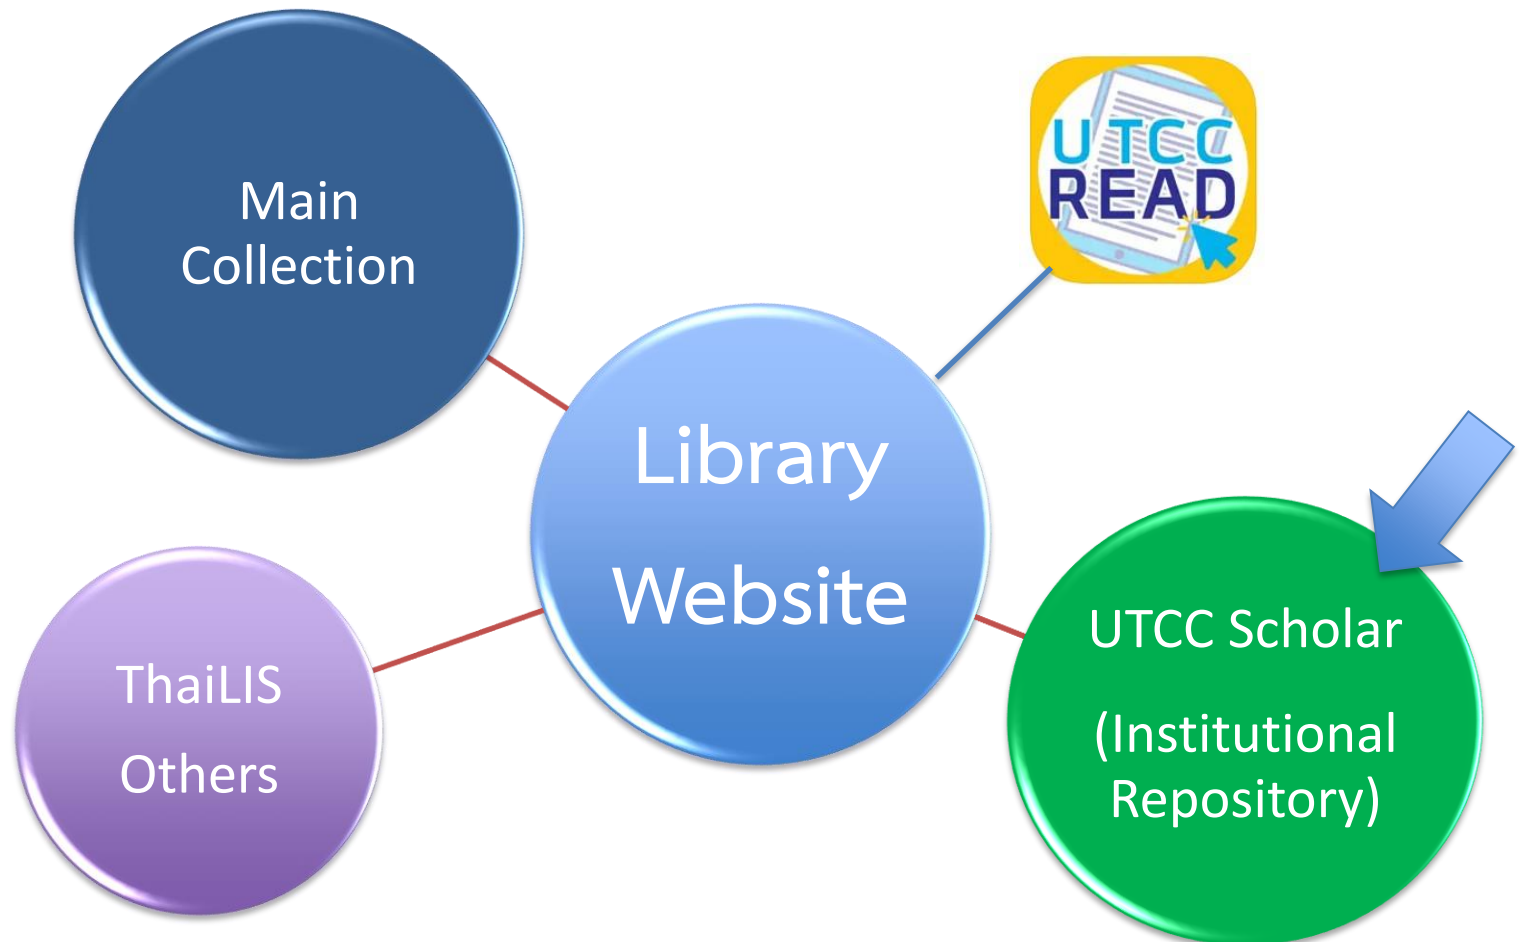 Main
Collection
UTCC
READ
Library
Website
ThaiLIS
Others
UTCC Scholar
(Institutional
Repository)